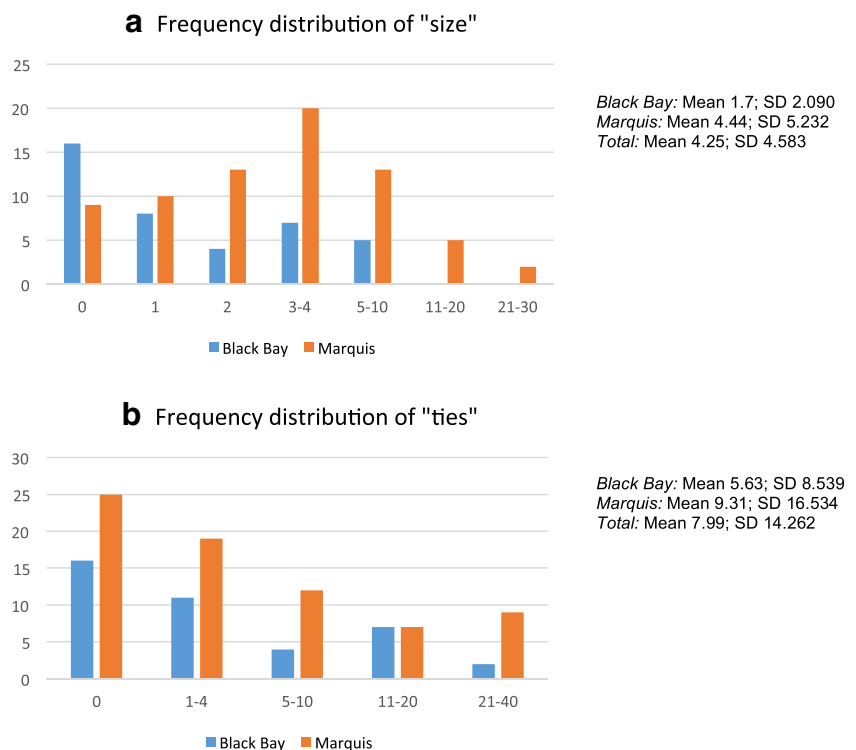 a Frequency distribution of "size"
25
20
15
10
5
0
0 1 2 3-4 5-10 11-20 21-30
Black Bay Marquis
Black Bay: Mean 1.7; SD 2.090
Marquis: Mean 4.44; SD 5.232
Total: Mean 4.25; SD 4.583
b Frequency distribution of "ties"
30
25
20
15
10
5
0
0 1-4 5-10 11-20 21-40
Black Bay Marquis
Black Bay: Mean 5.63; SD 8.539
Marquis: Mean 9.31; SD 16.534
Total: Mean 7.99; SD 14.262